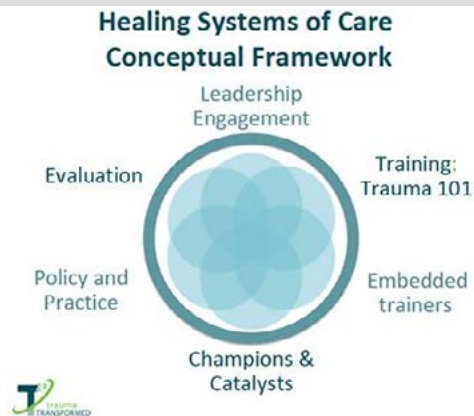 Healing Systems of Care
Conceptual Framework
Leadership
Engagement
Training:
Trauma 101
Embedded
trainers
Champions &
Catalysts
Policy and
Practice
Evaluation
trauma
TRANSFORMED